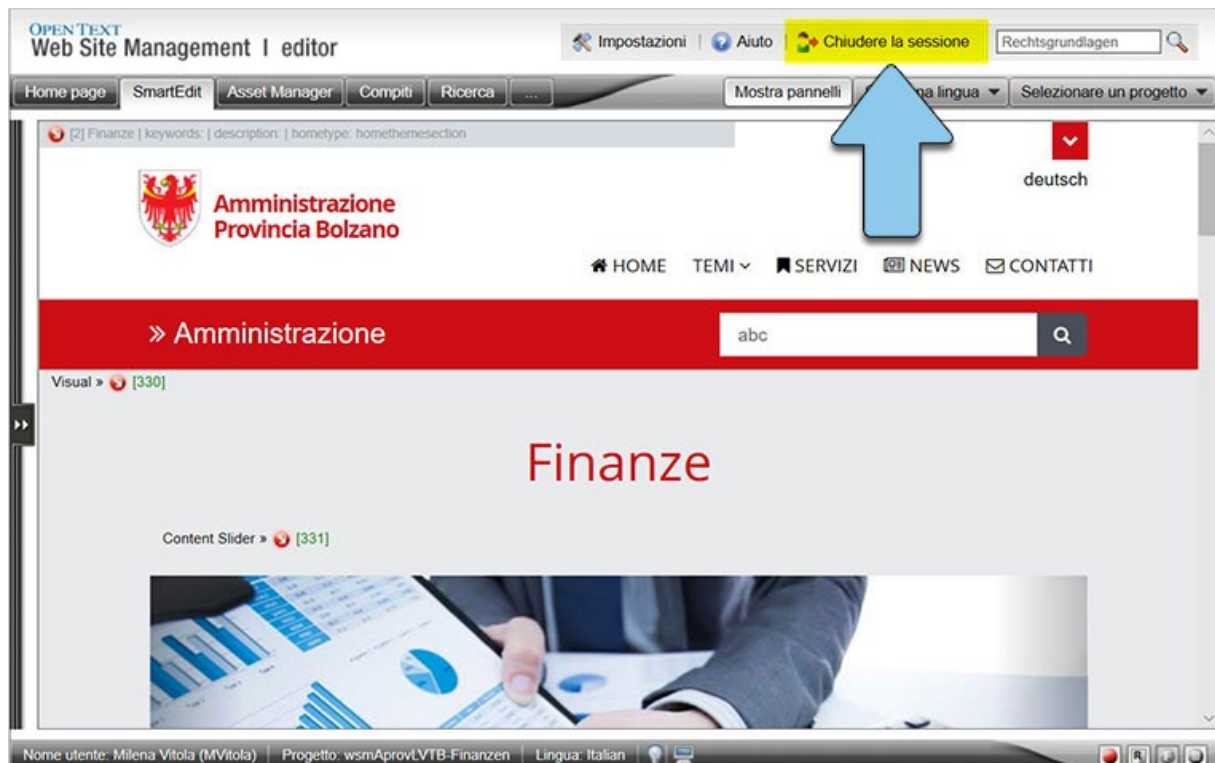 OPEN TEXT
Web Site Management | editor
Impostazioni | Aiuto | Chiudere la sessione
Rechtsgrundlagen
Home page
SmartEdit
Asset Manager
Compiti
Ricerca
...
Mostra pannelli
lingua
Selezionare un progetto
[2] Finanze | keywords: | description: | hometype: homethemesection
deutsch
Amministrazione
Provincia Bolzano
HOME
TEMI
SERVIZI
NEWS
CONTATTI
» Amministrazione
abc
Visual » [330]
Finanze
Content Slider » [331]
Nome utente: Milena Vitola (MVitola) | Progetto: wsmAprovLVTB-Finanzen | Lingua: Italian
R